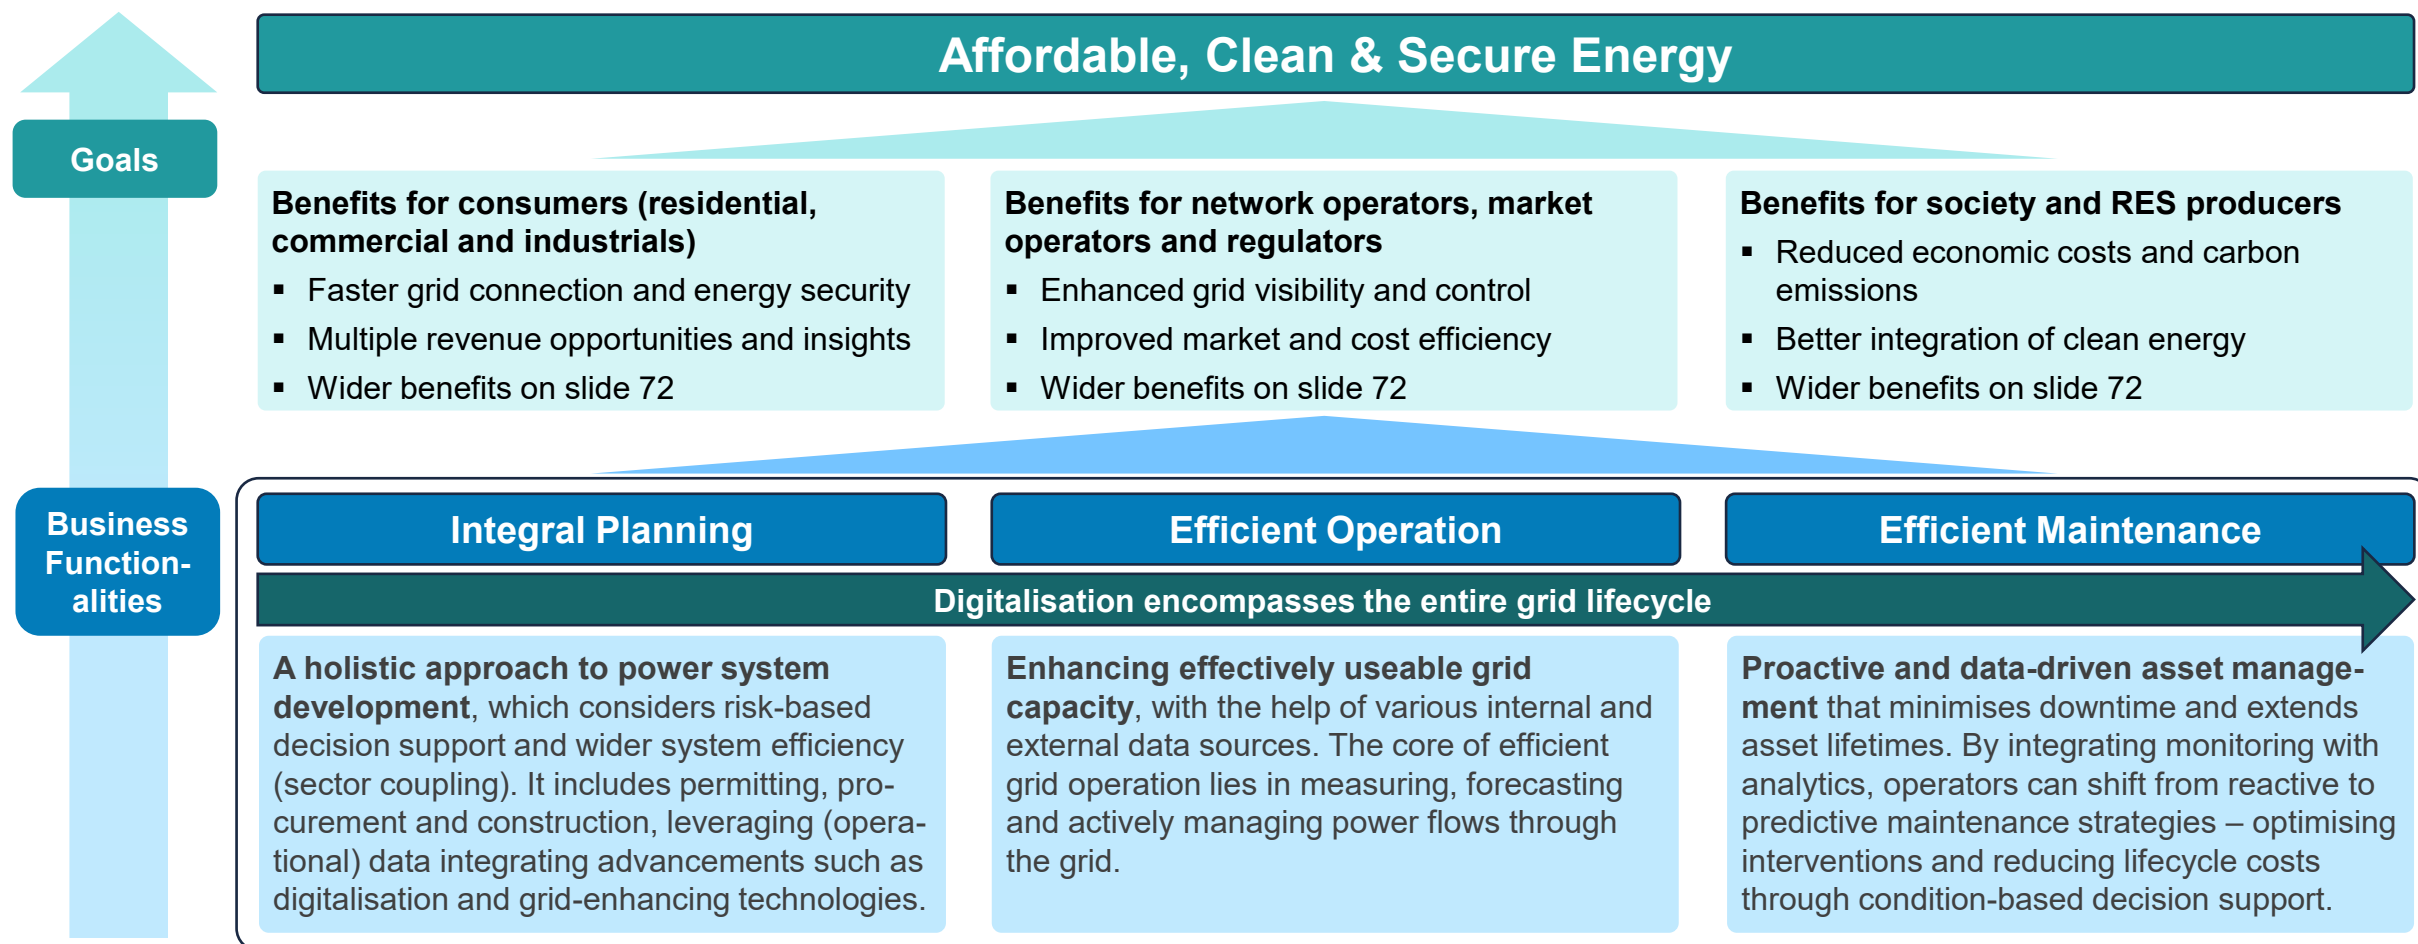 Affordable, Clean & Secure Energy
Goals
Benefits for consumers (residential,
commercial and industrials)
▪ Faster grid connection and energy security
▪ Multiple revenue opportunities and insights
▪ Wider benefits on slide 72
Benefits for network operators, market
operators and regulators
▪ Enhanced grid visibility and control
▪ Improved market and cost efficiency
▪ Wider benefits on slide 72
Benefits for society and RES producers
▪ Reduced economic costs and carbon
emissions
▪ Better integration of clean energy
▪ Wider benefits on slide 72
Business
Function-
alities
Integral Planning
Efficient Operation
Efficient Maintenance
Digitalisation encompasses the entire grid lifecycle
A holistic approach to power system
development, which considers risk-based
decision support and wider system efficiency
(sector coupling). It includes permitting, pro-
curement and construction, leveraging (opera-
tional) data integrating advancements such as
digitalisation and grid-enhancing technologies.
Enhancing effectively useable grid
capacity, with the help of various internal and
external data sources. The core of efficient
grid operation lies in measuring, forecasting
and actively managing power flows through
the grid.
Proactive and data-driven asset manage-
ment that minimises downtime and extends
asset lifetimes. By integrating monitoring with
analytics, operators can shift from reactive to
predictive maintenance strategies – optimising
interventions and reducing lifecycle costs
through condition-based decision support.